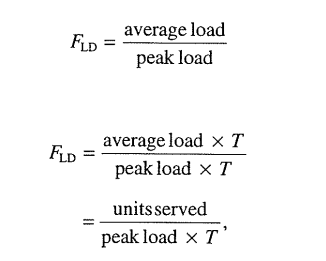 F_LD = average load / peak load
F_LD = average load × T / peak load × T
= units served / peak load × T,